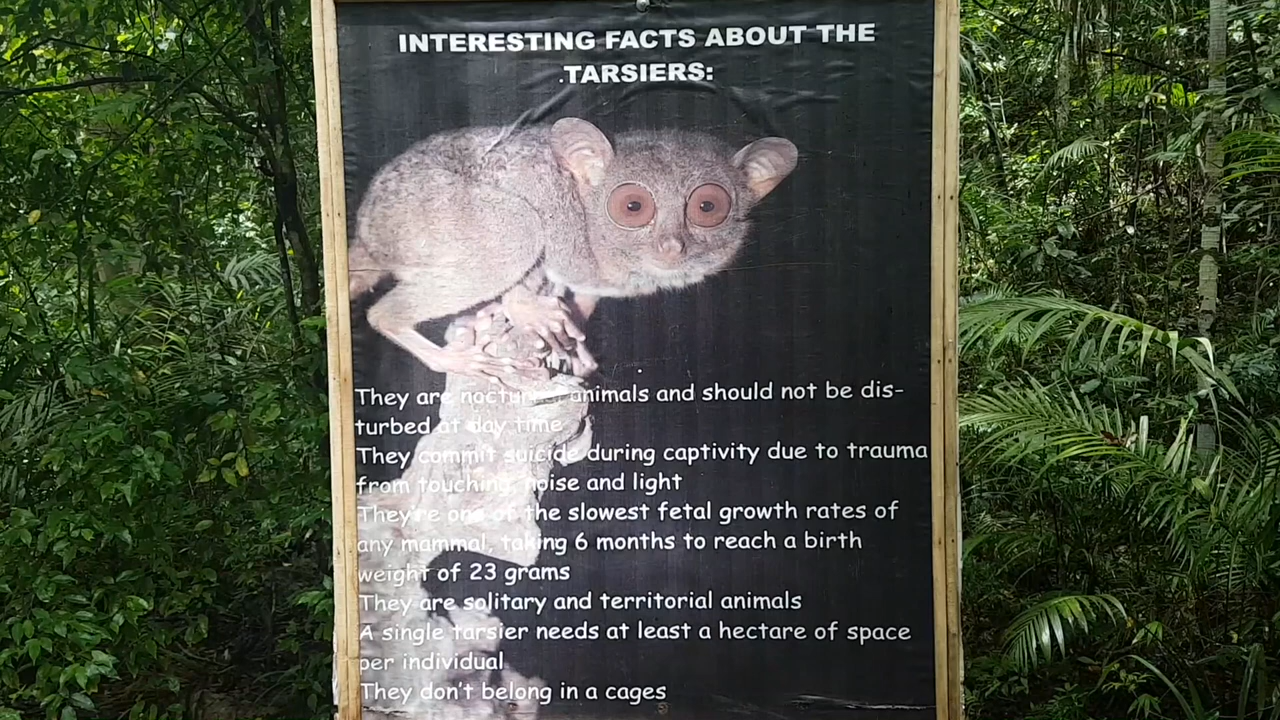 INTERESTING FACTS ABOUT THE
.TARSIERS:
They are nocturnal animals and should not be dis-
turbed at day time
They commit suicide during captivity due to trauma
from touching, noise and light
They're one of the slowest fetal growth rates of
any mammal, taking 6 months to reach a birth
weight of 23 grams
They are solitary and territorial animals
A single tarsier needs at least a hectare of space
per individual
They don't belong in a cages